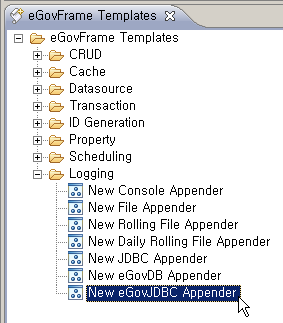 eGovFrame Templates
eGovFrame Templates
CRUD
Cache
Datasource
Transaction
ID Generation
Property
Scheduling
Logging
New Console Appender
New File Appender
New Rolling File Appender
New Daily Rolling File Appender
New JDBC Appender
New eGovDB Appender
New eGovJDBC Appender